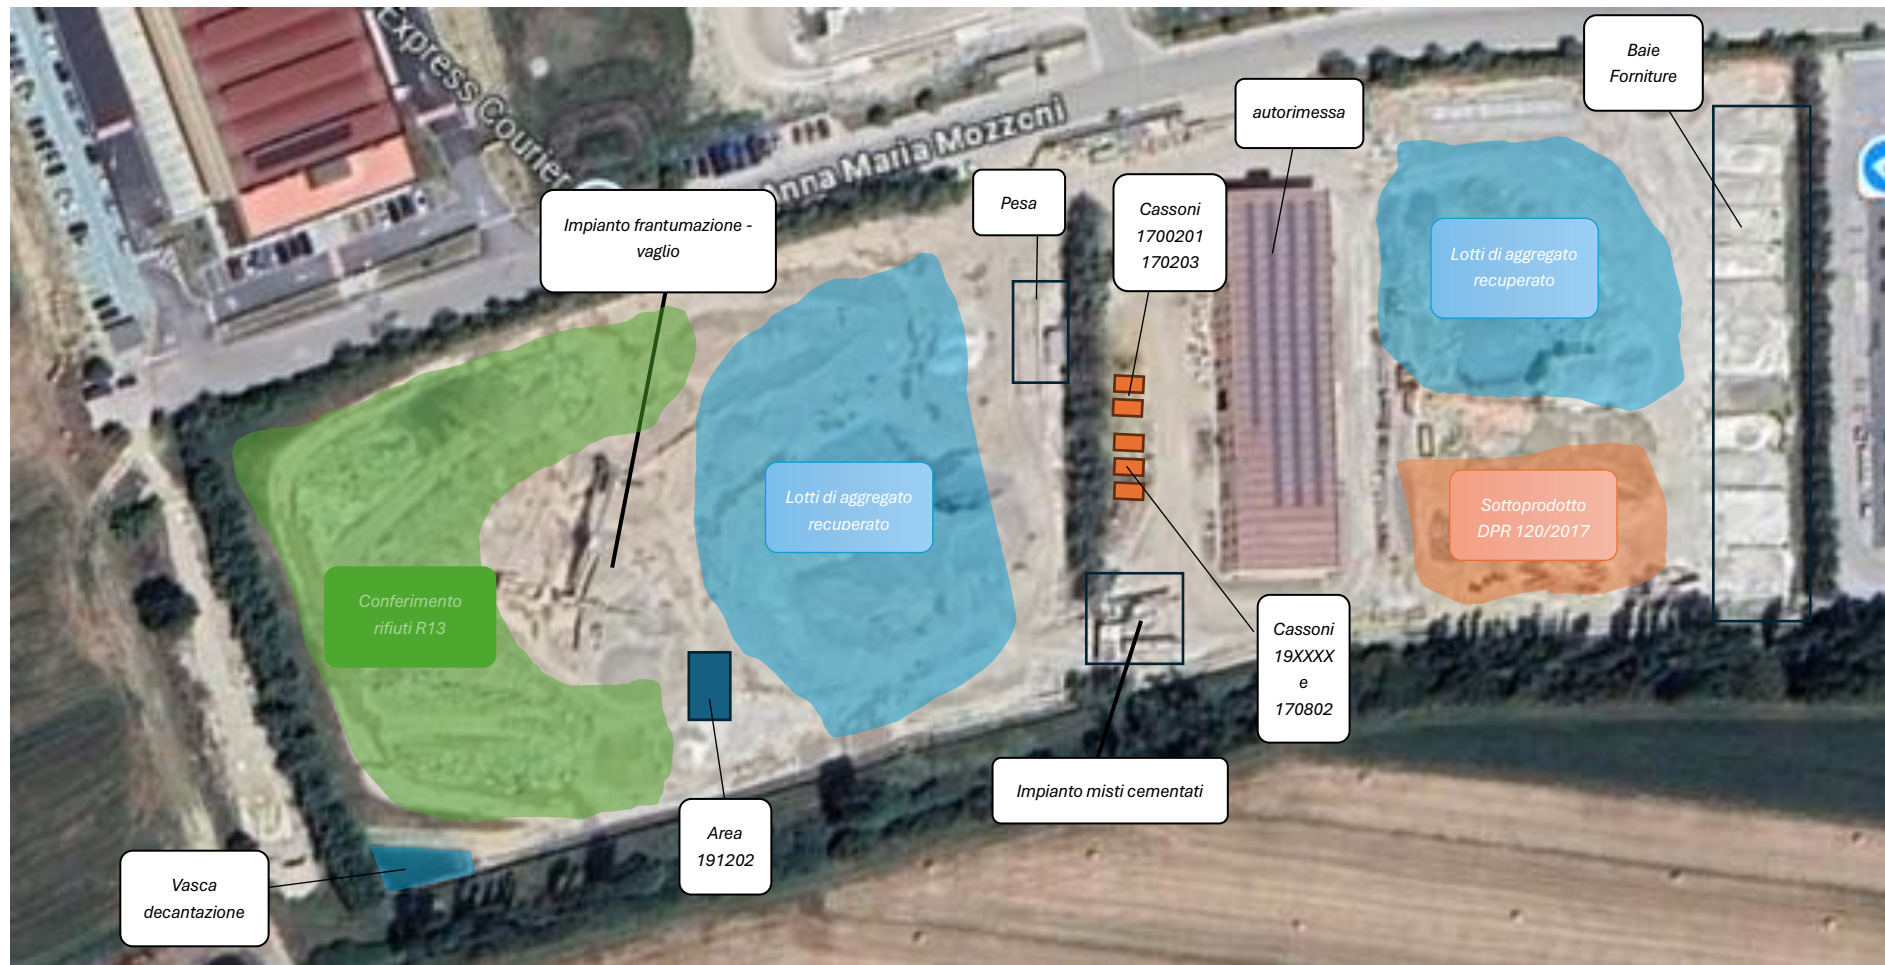 Express Courier
Anna Maria Mozzoni
Baie
Forniture
autorimessa
Pesa
Cassoni
1700201
170203
Impianto frantumazione -
vaglio
Lotti di aggregato
recuperato
Lotti di aggregato
recuperato
Sottoprodotto
DPR 120/2017
Conferimento
rifiuti R13
Cassoni
19XXXX
e
170802
Impianto misti cementati
Area
191202
Vasca
decantazione